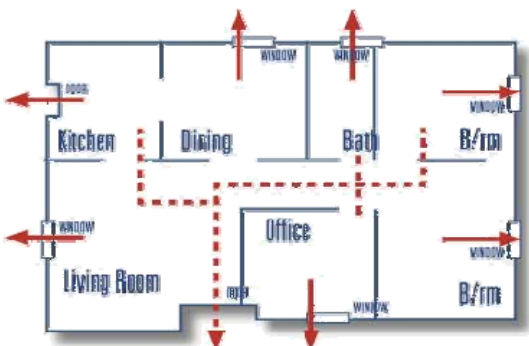 WINDOW
WINDOW
DOOR
WINDOW
Kitchen
Dining
Bath
B/rm
WINDOW
Office
WINDOW
Living Room
DOOR
B/rm
WINDOW